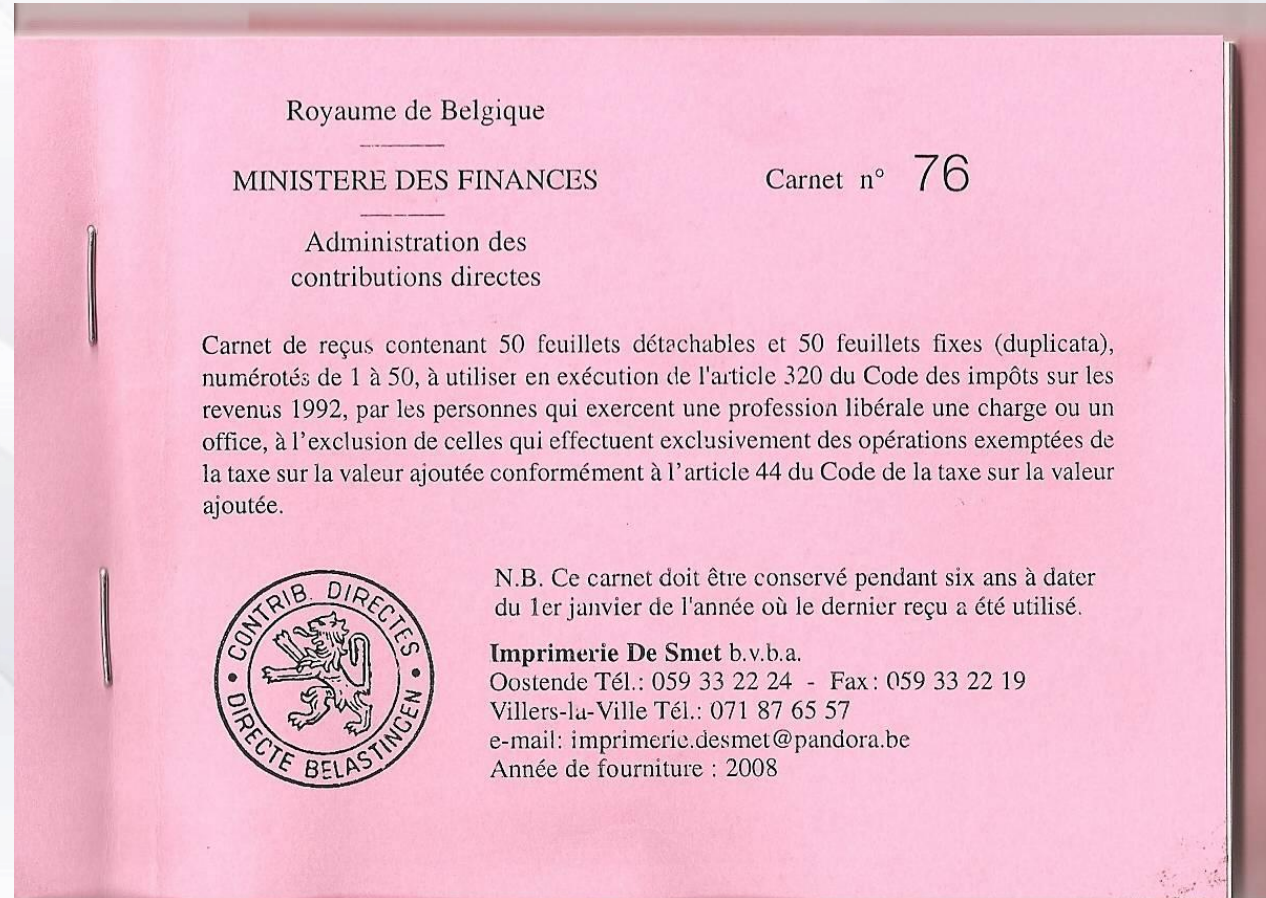 Royaume de Belgique
MINISTERE DES FINANCES
Carnet n° 76
Administration des
contributions directes
Carnet de reçus contenant 50 feuillets détachables et 50 feuillets fixes (duplicata),
numérotés de 1 à 50, à utiliser en exécution de l'article 320 du Code des impôts sur les
revenus 1992, par les personnes qui exercent une profession libérale une charge ou un
office, à l'exclusion de celles qui effectuent exclusivement des opérations exemptées de
la taxe sur la valeur ajoutée conformément à l'article 44 du Code de la taxe sur la valeur
ajoutée.
CONTRIB. DIRECTES
DIRECTE BELASTINGEN
N.B. Ce carnet doit être conservé pendant six ans à dater
du 1er janvier de l'année où le dernier reçu a été utilisé.
Imprimerie De Smet b.v.b.a.
Oostende Tél.: 059 33 22 24 - Fax: 059 33 22 19
Villers-la-Ville Tél.: 071 87 65 57
e-mail: imprimerie.desmet@pandora.be
Année de fourniture : 2008